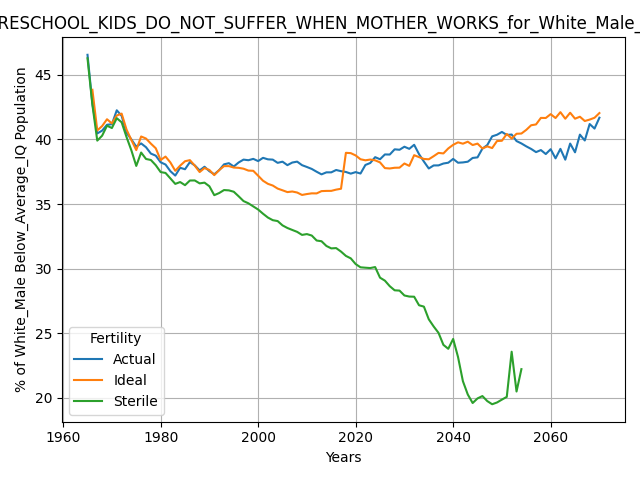 RESCHOOL_KIDS_DO_NOT_SUFFER_WHEN_MOTHER_WORKS_for_White_Male_
% of White_Male Below_Average_IQ Population
45
40
35
30
25
20
Fertility
Actual
Ideal
Sterile
1960 1980 2000 2020 2040 2060
Years